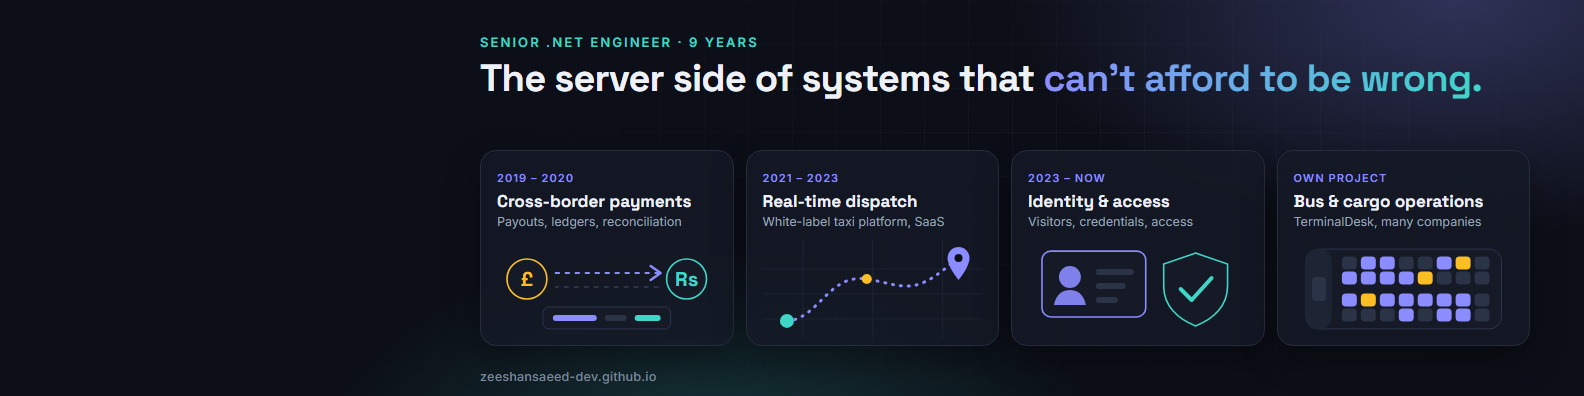 SENIOR .NET ENGINEER · 9 YEARS
The server side of systems that can’t afford to be wrong.
2019 – 2020
Cross-border payments
Payouts, ledgers, reconciliation
£
Rs
2021 – 2023
Real-time dispatch
White-label taxi platform, SaaS
2023 – NOW
Identity & access
Visitors, credentials, access
OWN PROJECT
Bus & cargo operations
TerminalDesk, many companies
zeeshansaeed-dev.github.io